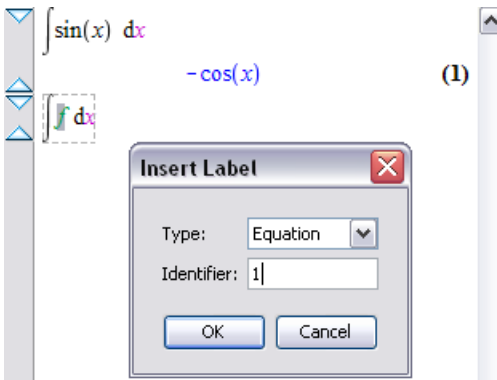 ∫sin(x) dx
-cos(x) (1)
∫f dx
Insert Label
Type: Equation
Identifier: 1
OK Cancel